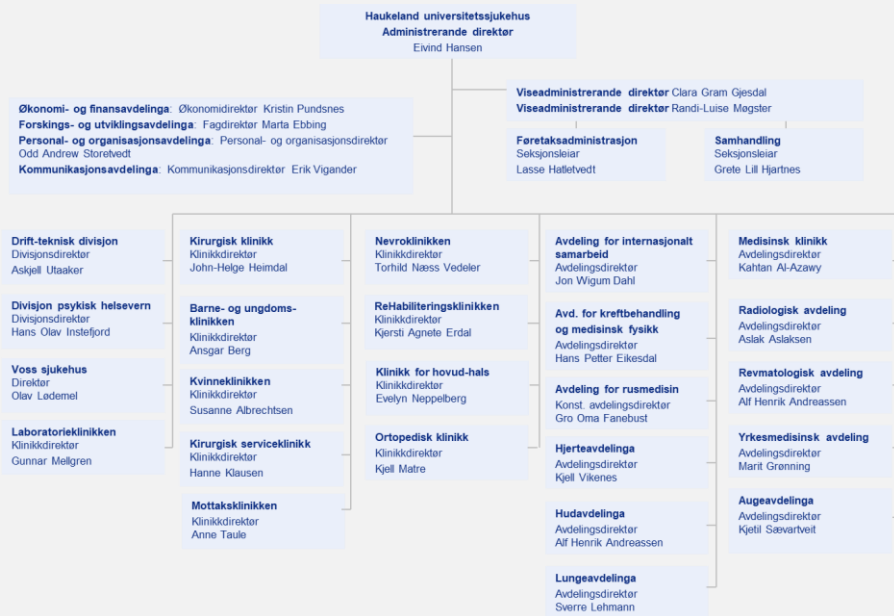 Haukeland universitetssjukehus
Administrerande direktør
Eivind Hansen
Økonomi- og finansavdelinga: Økonomidirektør Kristin Pundsnes
Forskings- og utviklingsavdelinga: Fagdirektør Marta Ebbing
Personal- og organisasjonsavdelinga: Personal- og organisasjonsdirektør
Odd Andrew Storetvedt
Kommunikasjonsavdelinga: Kommunikasjonsdirektør Erik Vigander
Viseadministrerande direktør Clara Gram Gjesdal
Viseadministrerande direktør Randi-Luise Møgster
Føretaksadministrasjon
Seksjonsleiar
Lasse Hatletvedt
Samhandling
Seksjonsleiar
Grete Lill Hjartnes
Drift-teknisk divisjon
Divisjonsdirektør
Askjell Utaaker
Divisjon psykisk helsevern
Divisjonsdirektør
Hans Olav Instefjord
Voss sjukehus
Direktør
Olav Lødemel
Laboratorieklinikken
Klinikkdirektør
Gunnar Mellgren
Kirurgisk klinikk
Klinikkdirektør
John-Helge Heimdal
Barne- og ungdoms-
klinikken
Klinikkdirektør
Ansgar Berg
Kvinneklinikken
Klinikkdirektør
Susanne Albrechtsen
Kirurgisk serviceklinikk
Klinikkdirektør
Hanne Klausen
Mottaksklinikken
Klinikkdirektør
Anne Taule
Nevroklinikken
Klinikkdirektør
Torhild Næss Vedeler
ReHabiliteringsklinikken
Klinikkdirektør
Kjersti Agnete Erdal
Klinikk for hovud-hals
Klinikkdirektør
Evelyn Neppelberg
Ortopedisk klinikk
Klinikkdirektør
Kjell Matre
Avdeling for internasjonalt
samarbeid
Avdelingsdirektør
Jon Wigum Dahl
Avd. for kreftbehandling
og medisinsk fysikk
Avdelingsdirektør
Hans Petter Eikesdal
Avdeling for rusmedisin
Konst. avdelingsdirektør
Gro Oma Fanebust
Hjerteavdelinga
Avdelingsdirektør
Kjell Vikenes
Hudavdelinga
Avdelingsdirektør
Alf Henrik Andreassen
Lungeavdelinga
Avdelingsdirektør
Sverre Lehmann
Medisinsk klinikk
Avdelingsdirektør
Kahtan Al-Azawy
Radiologisk avdeling
Avdelingsdirektør
Aslak Aslaksen
Revmatologisk avdeling
Avdelingsdirektør
Alf Henrik Andreassen
Yrkesmedisinsk avdeling
Avdelingsdirektør
Marit Grønning
Augeavdelinga
Avdelingsdirektør
Kjetil Sævartveit